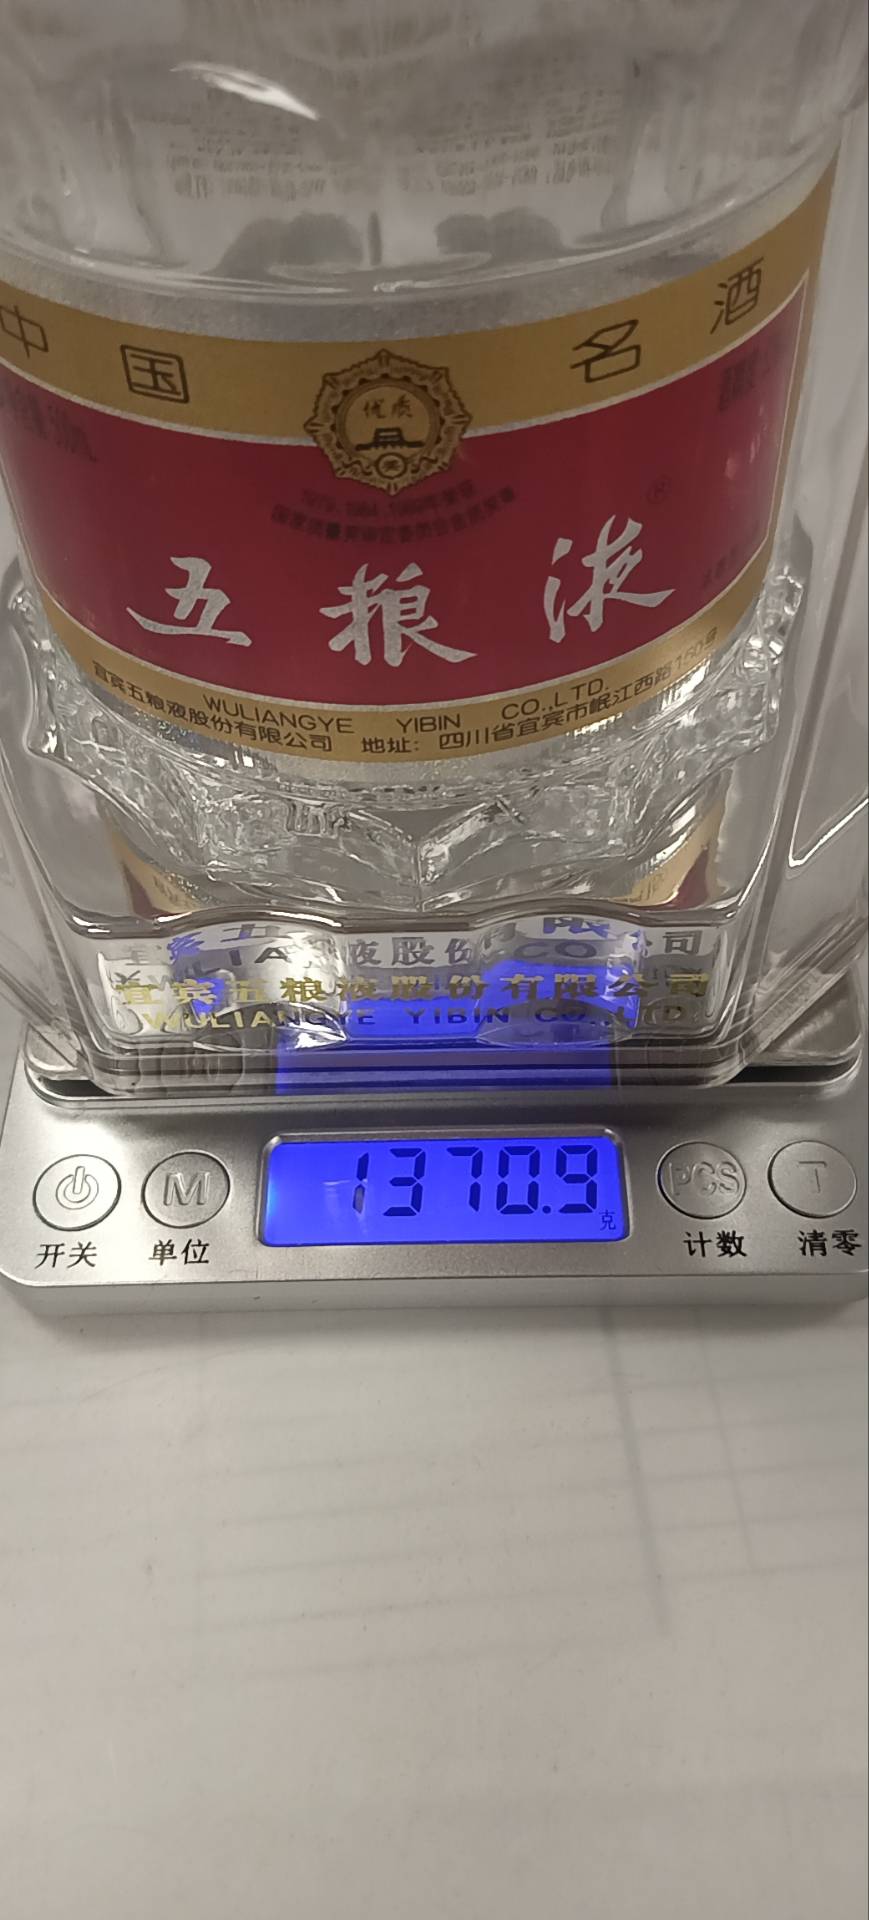 中国名酒
优质
奖
五粮液®
WULIANGYE YIBIN CO.,LTD.
宜宾五粮液股份有限公司 地址：四川省宜宾市岷江西路150号
宜宾五粮液股份有限公司
WULIANGYE YIBIN CO.,LTD
1370.9
克
M
PCS
T
开关
单位
计数
清零